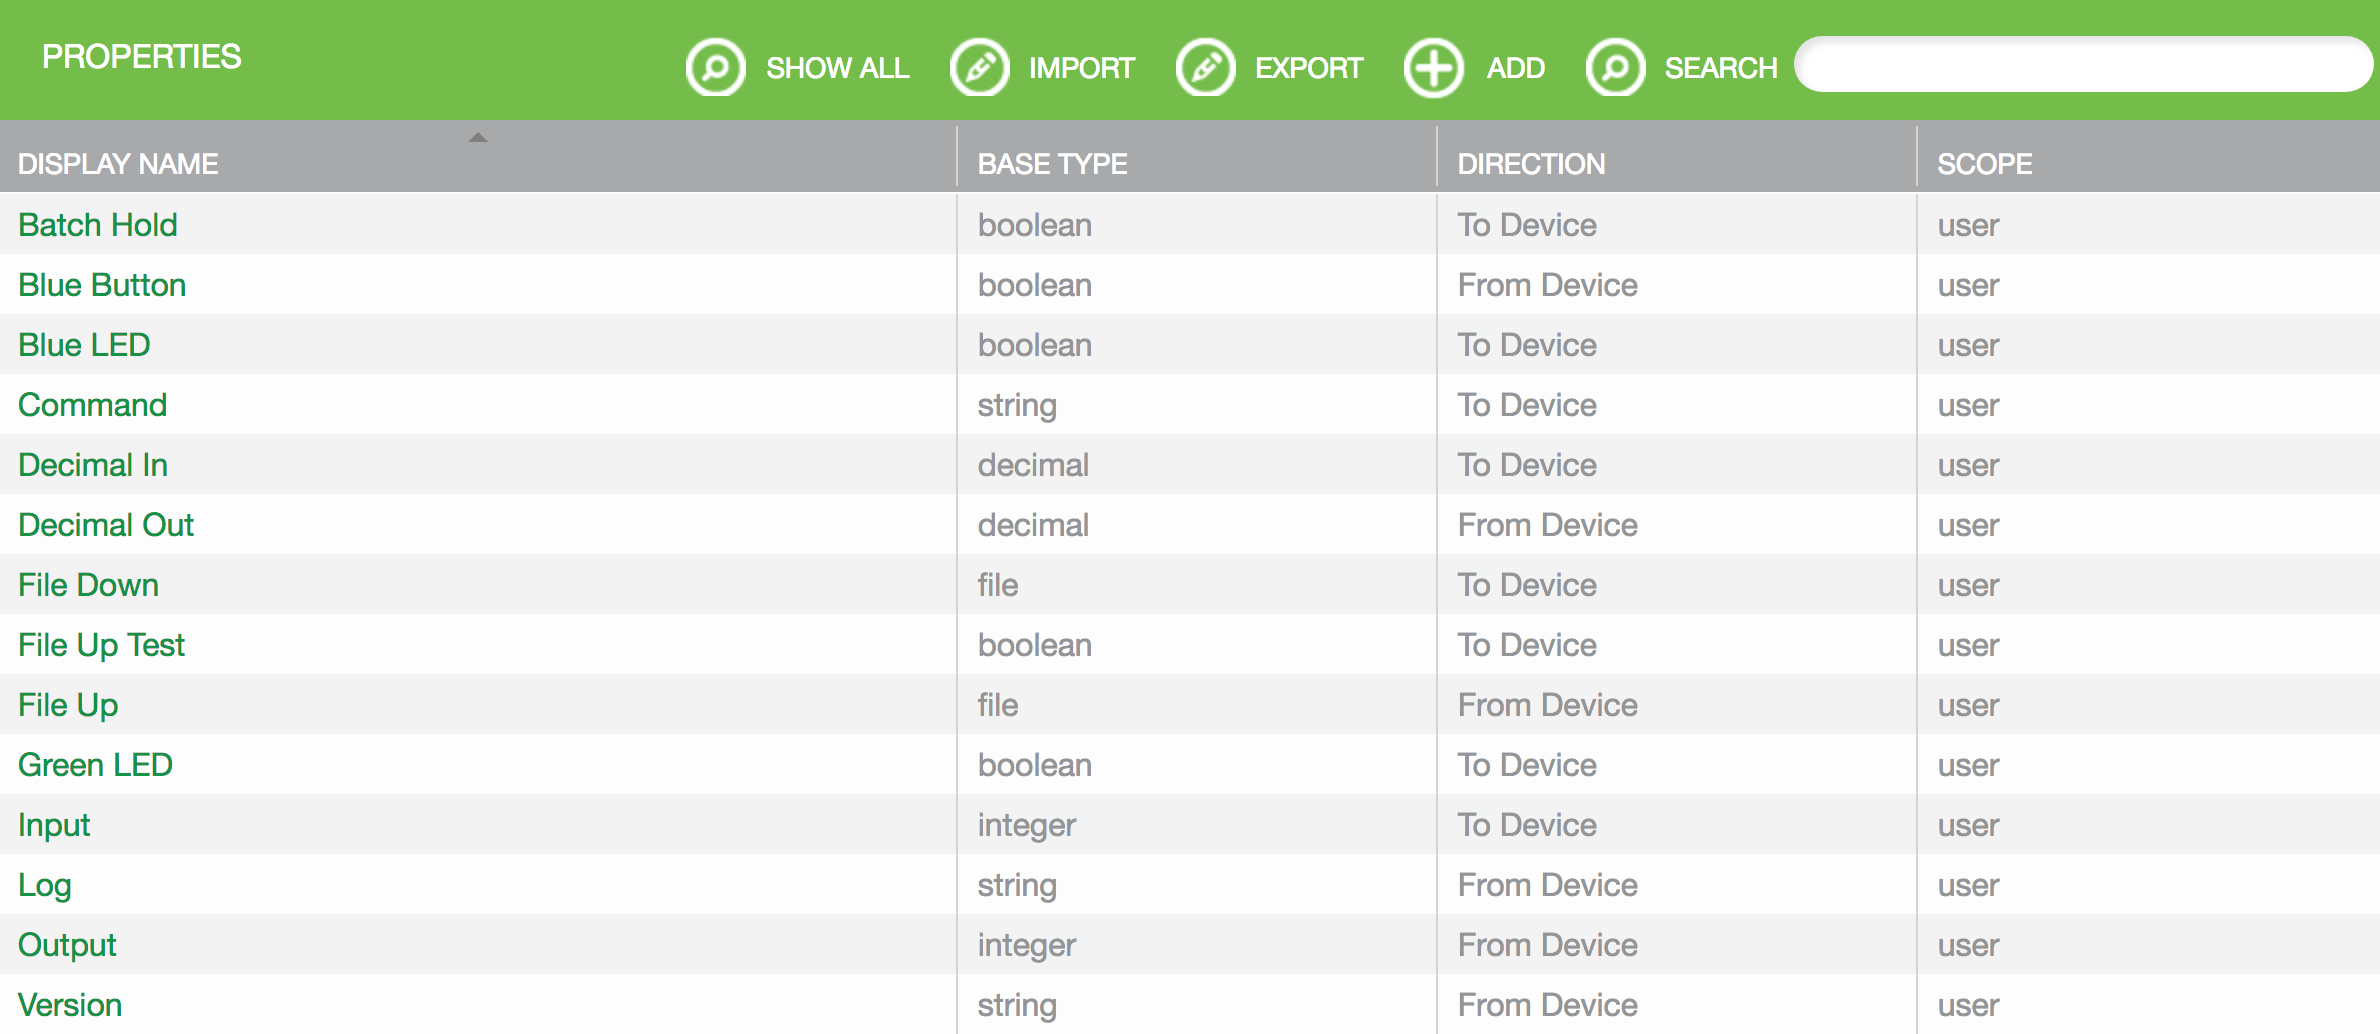 PROPERTIES SHOW ALL IMPORT EXPORT ADD SEARCH
DISPLAY NAME BASE TYPE DIRECTION SCOPE
Batch Hold boolean To Device user
Blue Button boolean From Device user
Blue LED boolean To Device user
Command string To Device user
Decimal In decimal To Device user
Decimal Out decimal From Device user
File Down file To Device user
File Up Test boolean To Device user
File Up file From Device user
Green LED boolean To Device user
Input integer To Device user
Log string From Device user
Output integer From Device user
Version string From Device user